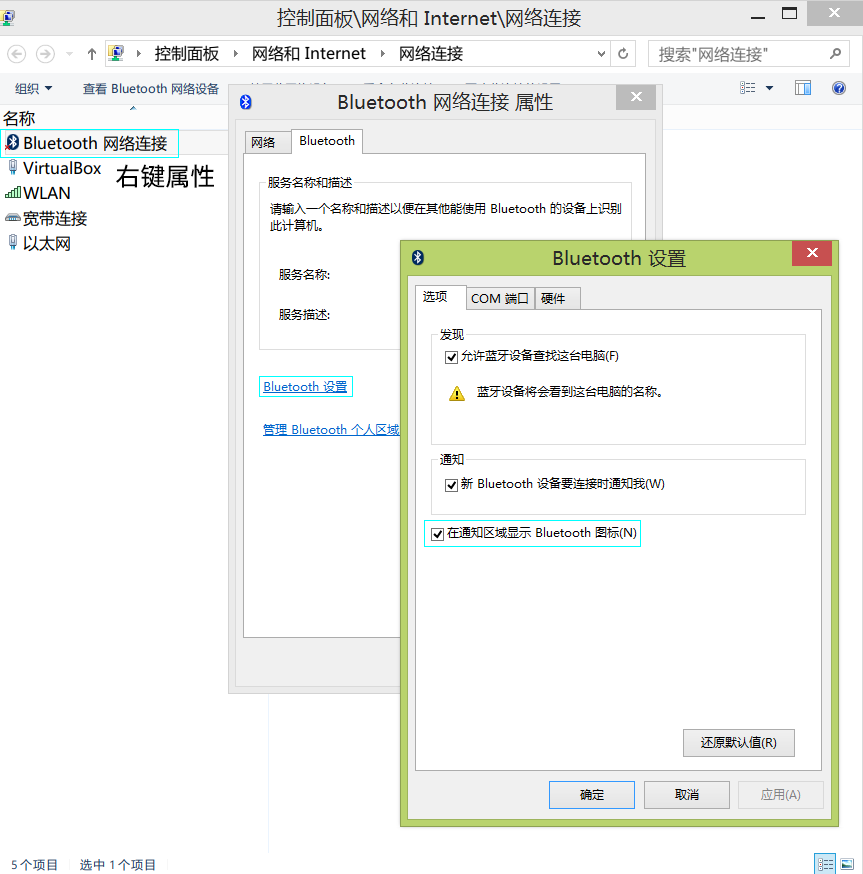 控制面板\网络和 Internet\网络连接
控制面板 网络和 Internet 网络连接
搜索"网络连接"
组织 查看 Bluetooth 网络设备
名称
Bluetooth 网络连接
VirtualBox
右键属性
WLAN
宽带连接
以太网
Bluetooth 网络连接 属性
网络 Bluetooth
服务名称和描述
请输入一个名称和描述以便在其他能使用 Bluetooth 的设备上识别
此计算机。
服务名称:
服务描述:
Bluetooth 设置
管理 Bluetooth 个人区域
Bluetooth 设置
选项 COM 端口 硬件
发现
允许蓝牙设备查找这台电脑(F)
蓝牙设备将会看到这台电脑的名称。
通知
新 Bluetooth 设备要连接时通知我(W)
在通知区域显示 Bluetooth 图标(N)
还原默认值(R)
确定 取消 应用(A)
5 个项目 选中 1 个项目